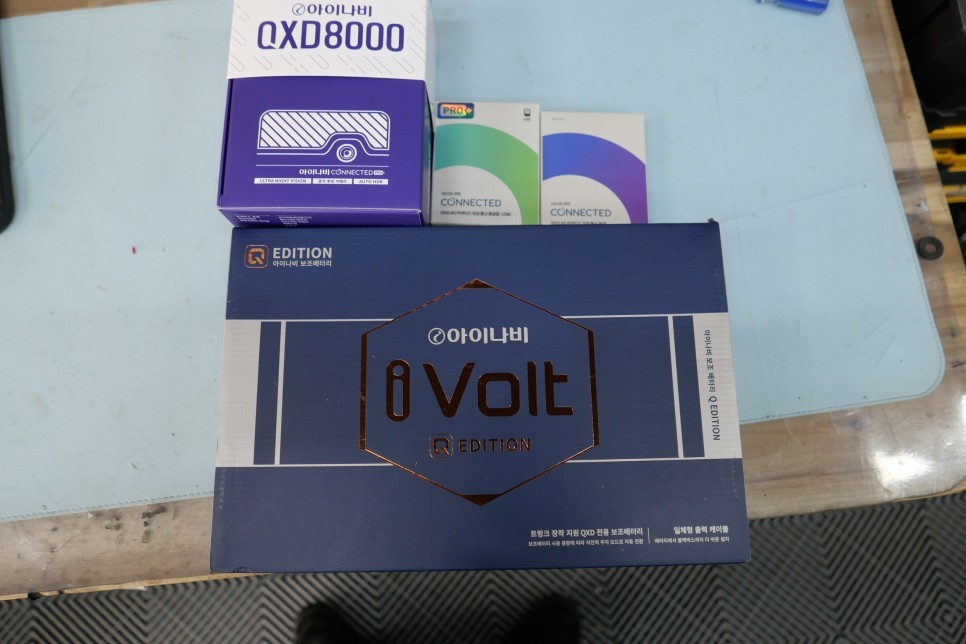 아이나비
QXD8000
아이나비 CONNECTED
ULTRA NIGHT VISION
AUTO HDR
PRO+
CONNECTED
CONNECTED
Q EDITION
아이나비 보조배터리
아이나비
i Volt
Q EDITION
아이나비 보조 배터리 Q EDITION
트렁크 장착 지원 QXD 전용 보조배터리
일체형 출력 케이블